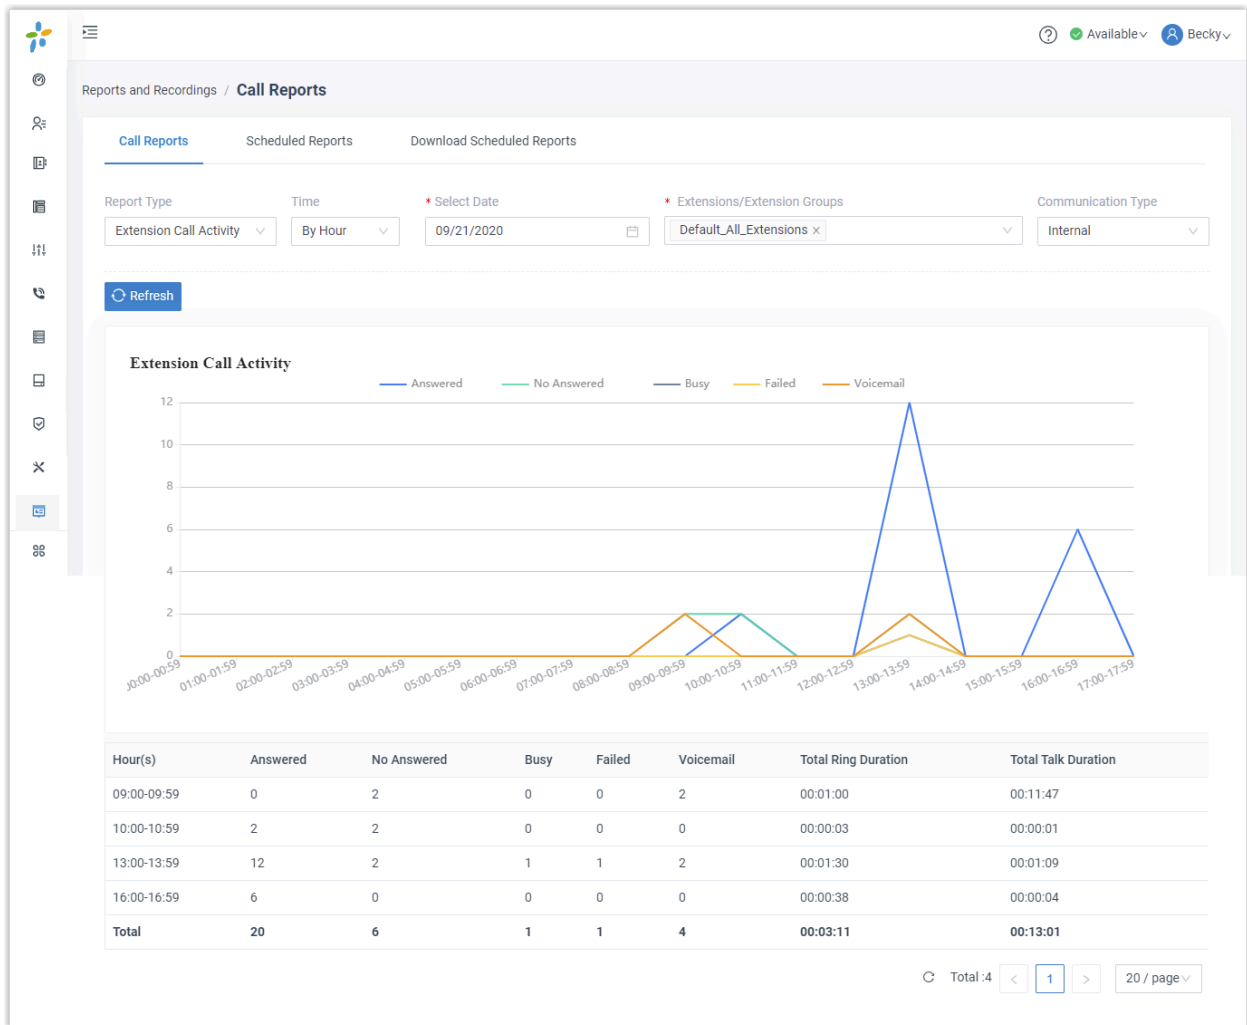 Available
Becky
Reports and Recordings / Call Reports
Call Reports Scheduled Reports Download Scheduled Reports
Report Type Time * Select Date * Extensions/Extension Groups Communication Type
Extension Call Activity By Hour 09/21/2020 Default_All_Extensions × Internal
Refresh
Extension Call Activity
Answered No Answered Busy Failed Voicemail
12
10
8
6
4
2
0
00:00-00:59 01:00-01:59 02:00-02:59 03:00-03:59 04:00-04:59 05:00-05:59 06:00-06:59 07:00-07:59 08:00-08:59 09:00-09:59 10:00-10:59 11:00-11:59 12:00-12:59 13:00-13:59 14:00-14:59 15:00-15:59 16:00-16:59 17:00-17:59
Hour(s) Answered No Answered Busy Failed Voicemail Total Ring Duration Total Talk Duration
09:00-09:59 0 2 0 0 2 00:01:00 00:11:47
10:00-10:59 2 2 0 0 0 00:00:03 00:00:01
13:00-13:59 12 2 1 1 2 00:01:30 00:01:09
16:00-16:59 6 0 0 0 0 00:00:38 00:00:04
Total 20 6 1 1 4 00:03:11 00:13:01
Total :4 < 1 > 20 / page